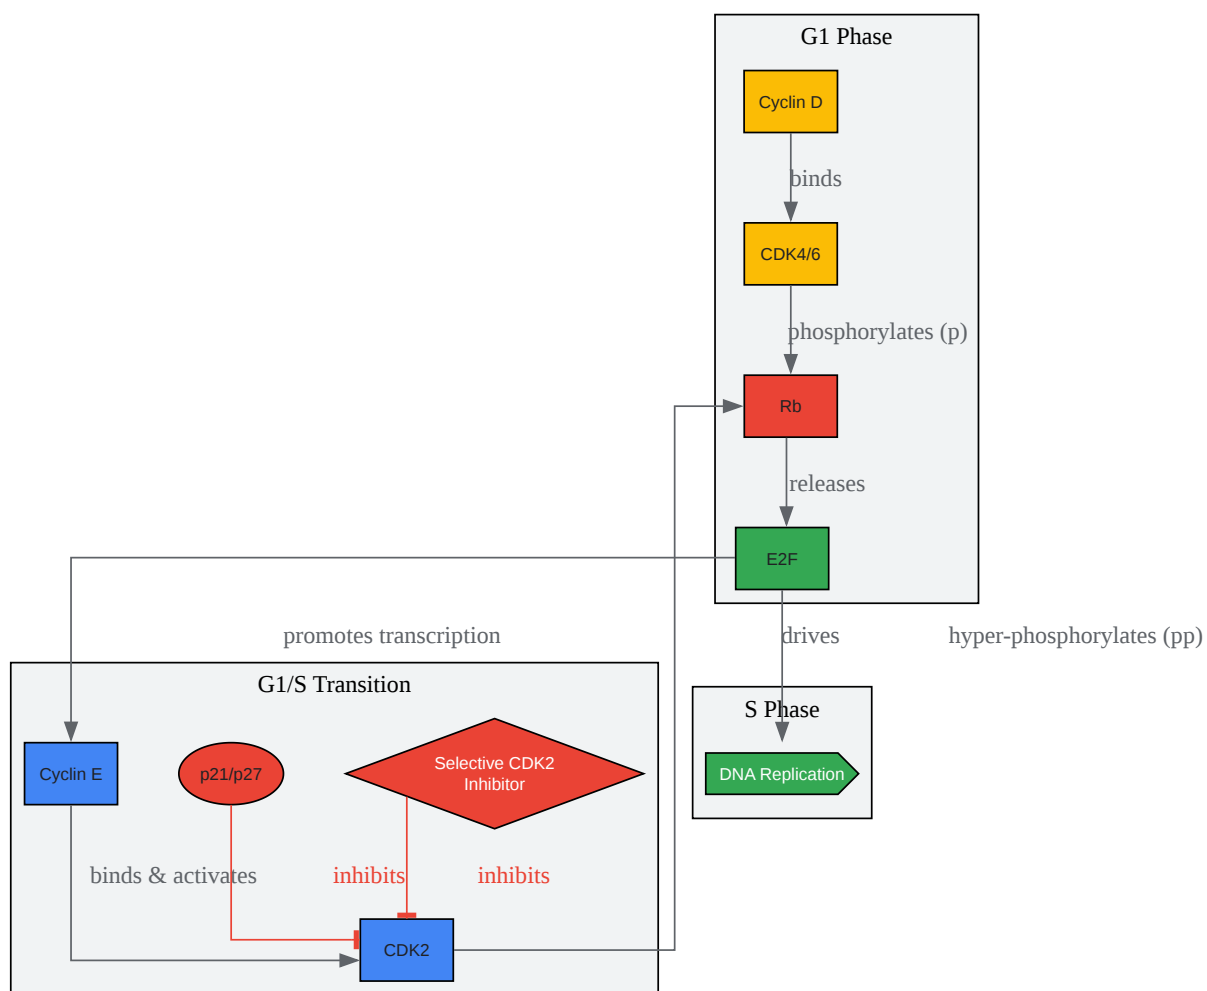 G1 Phase
Cyclin D
binds
CDK4/6
phosphorylates (p)
Rb
releases
E2F
promotes transcription
drives
hyper-phosphorylates (pp)
G1/S Transition
S Phase
Cyclin E
p21/p27
Selective CDK2
Inhibitor
DNA Replication
binds & activates
inhibits
inhibits
CDK2